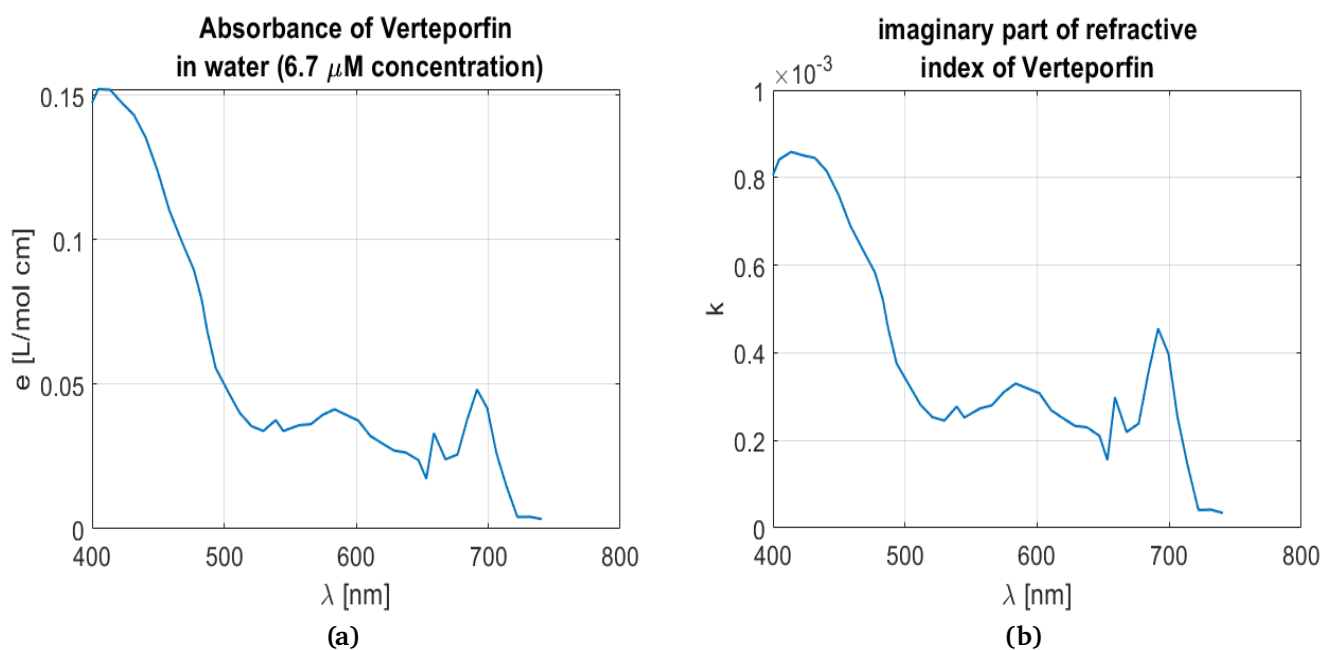 Absorbance of Verteporfin
in water (6.7 μM concentration)
e [L/mol cm]
0.15
0.1
0.05
0
400
500
600
700
800
λ [nm]
(a)
imaginary part of refractive
index of Verteporfin
×10⁻³
k
1
0.8
0.6
0.4
0.2
0
400
500
600
700
800
λ [nm]
(b)